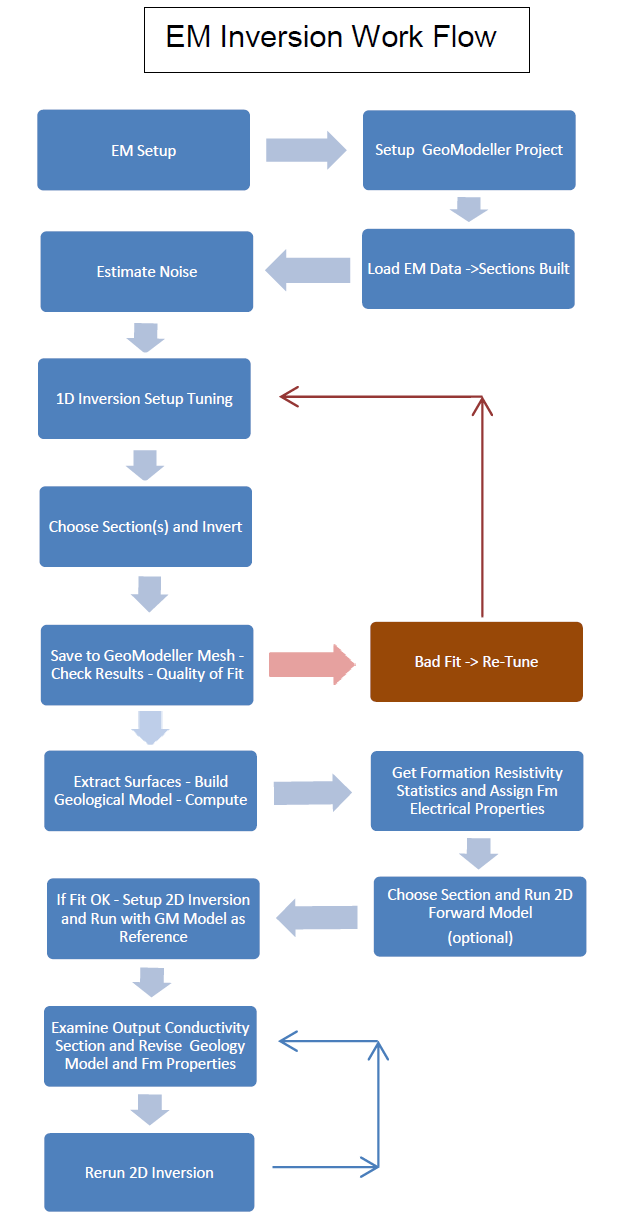 EM Inversion Work Flow
EM Setup
Setup GeoModeller Project
Load EM Data ->Sections Built
Estimate Noise
1D Inversion Setup Tuning
Choose Section(s) and Invert
Save to GeoModeller Mesh -
Check Results - Quality of Fit
Bad Fit -> Re-Tune
Extract Surfaces - Build
Geological Model - Compute
Get Formation Resistivity
Statistics and Assign Fm
Electrical Properties
Choose Section and Run 2D
Forward Model
(optional)
If Fit OK - Setup 2D Inversion
and Run with GM Model as
Reference
Examine Output Conductivity
Section and Revise Geology
Model and Fm Properties
Rerun 2D Inversion